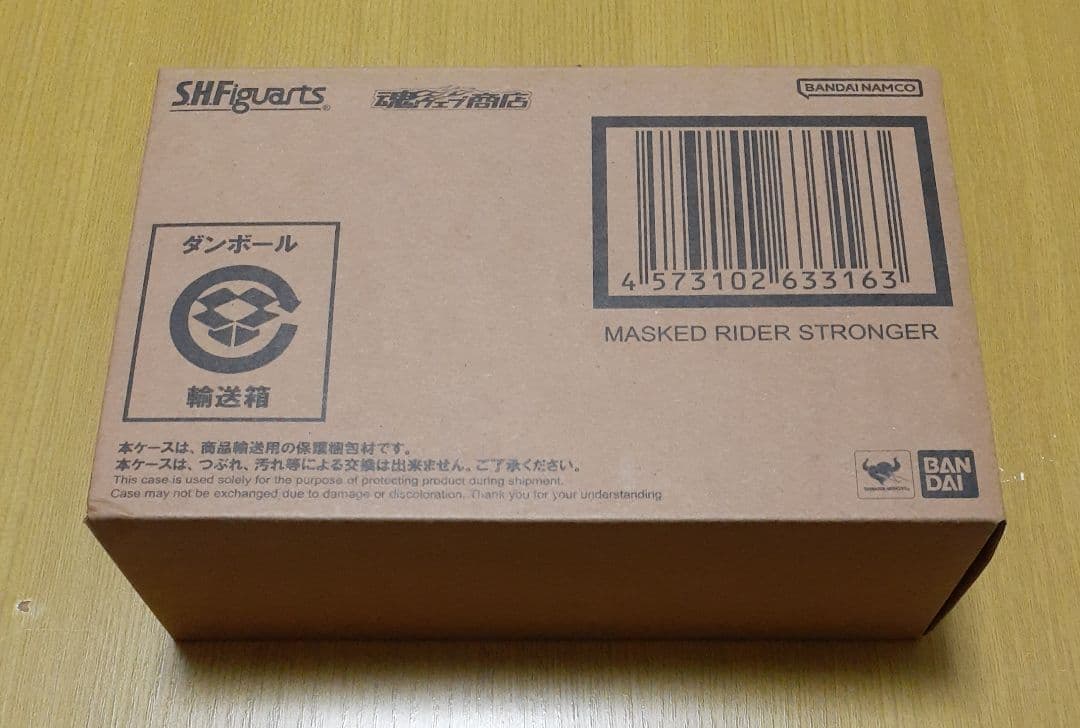 S.H.Figuarts®
魂ウェブ商店
BANDAI NAMCO
4 573102 633163
MASKED RIDER STRONGER
ダンボール
輸送箱
本ケースは、商品輸送用の保護梱包材です。
本ケースは、つぶれ、汚れ等による交換は出来ません。ご了承ください。
This case is used solely for the purpose of protecting product during shipment.
Case may not be exchanged due to damage or discoloration. Thank you for your understanding
BAN
DAI